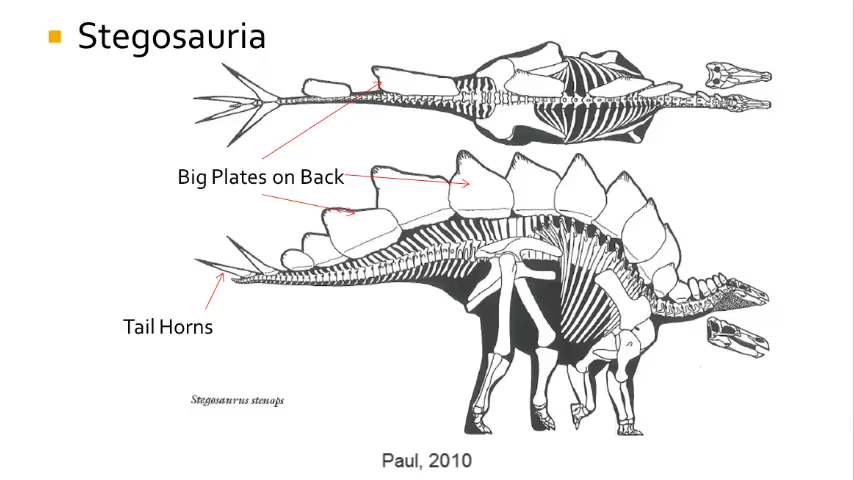 Stegosauria
Big Plates on Back
Tail Horns
Stegosaurus stenops
Paul, 2010